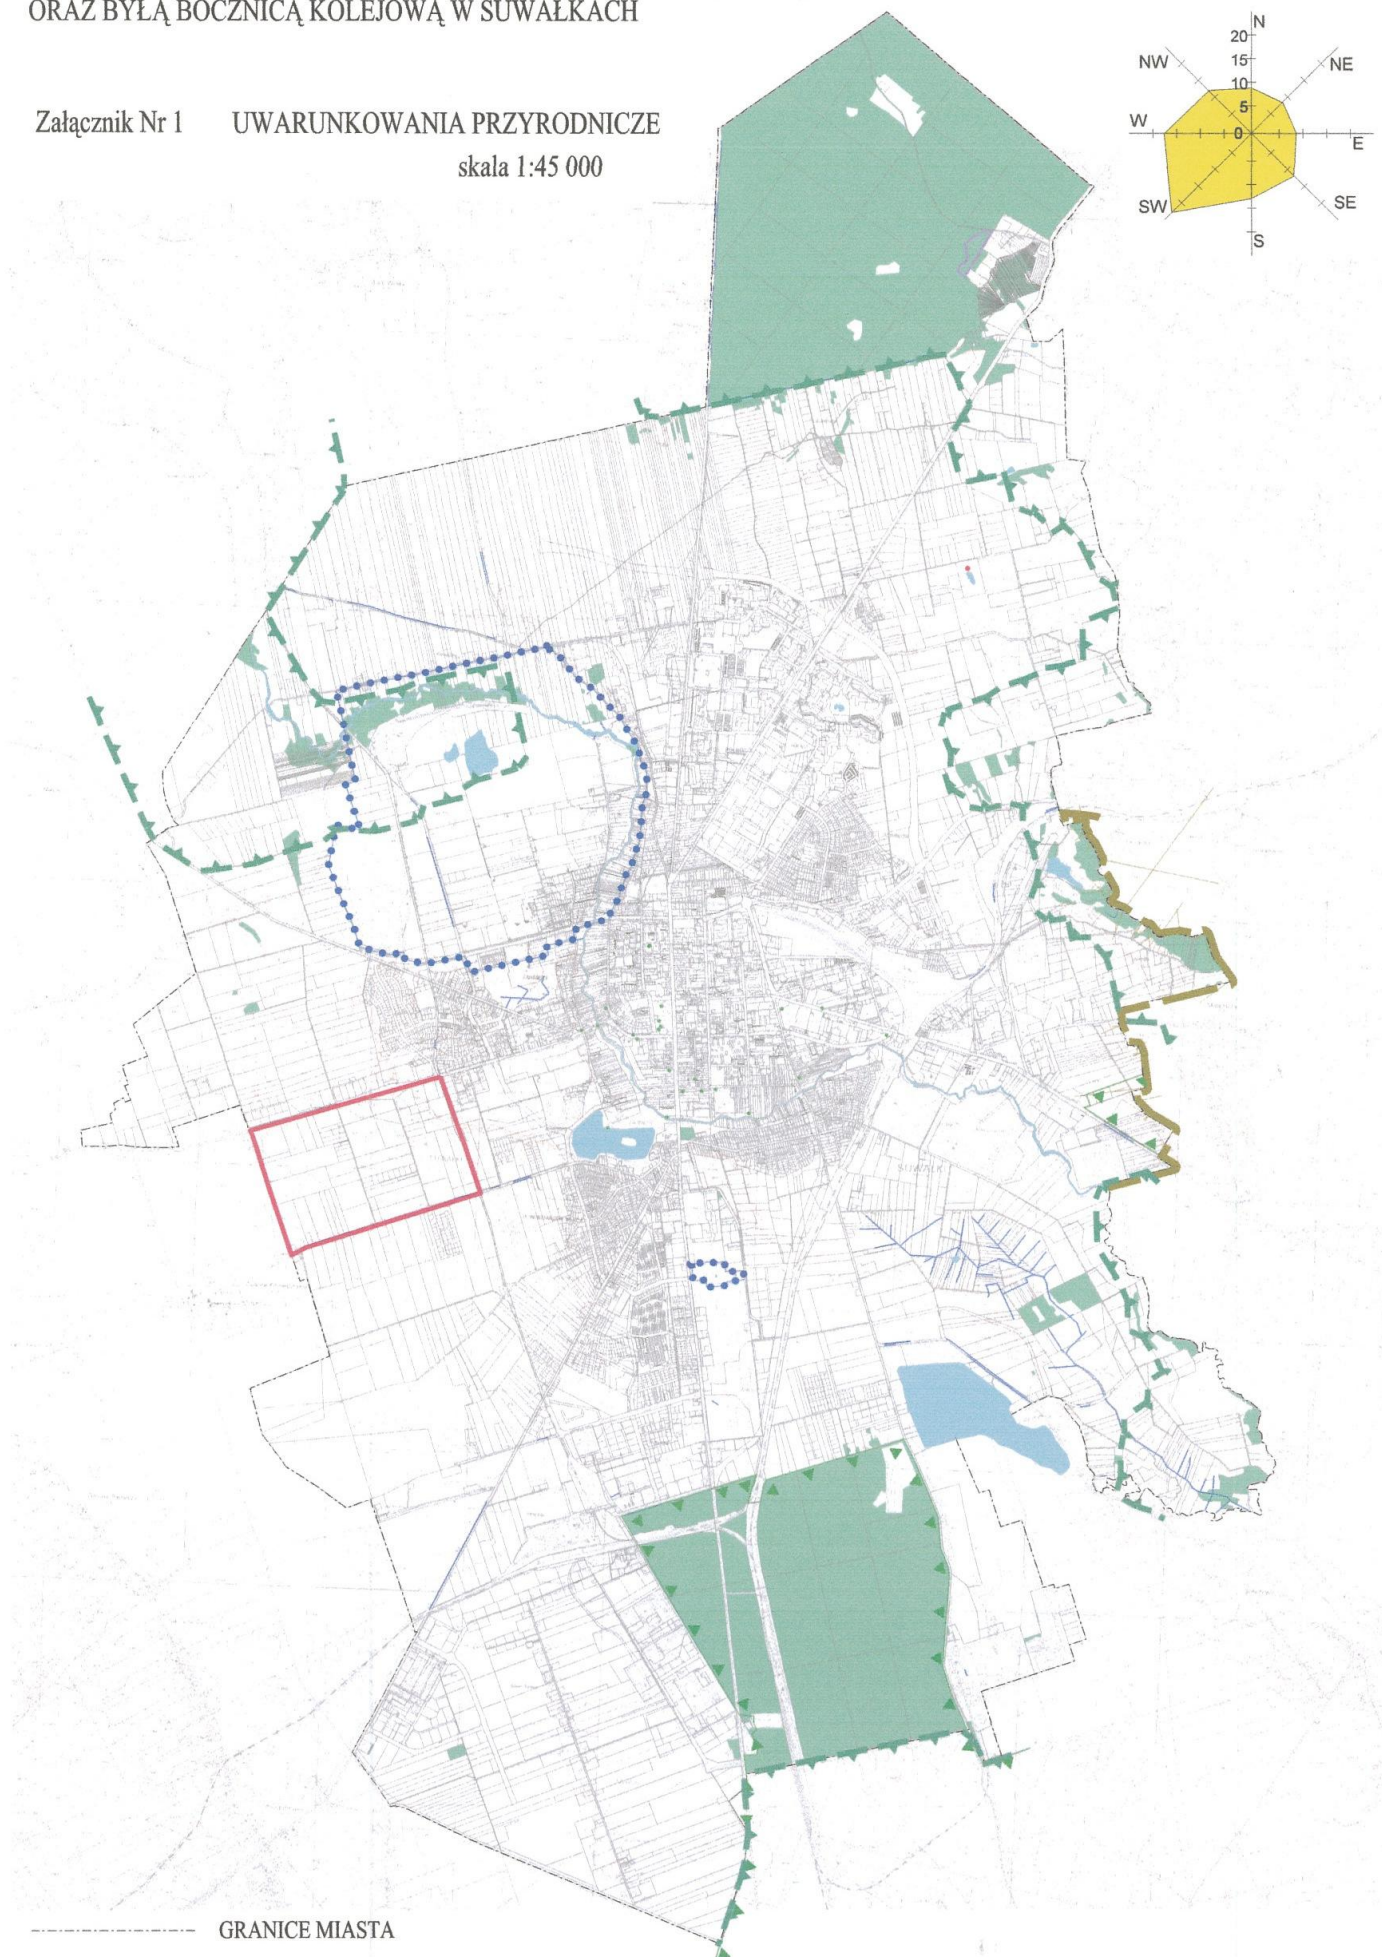 ORAZ BYŁĄ BOCZNICĄ KOLEJOWĄ W SUWAŁKACH
Załącznik Nr 1 UWARUNKOWANIA PRZYRODNICZE
skala 1:45 000
N
20
15
10
5
0
NW
NE
W
E
SW
SE
S
SUWAŁK
GRANICE MIASTA